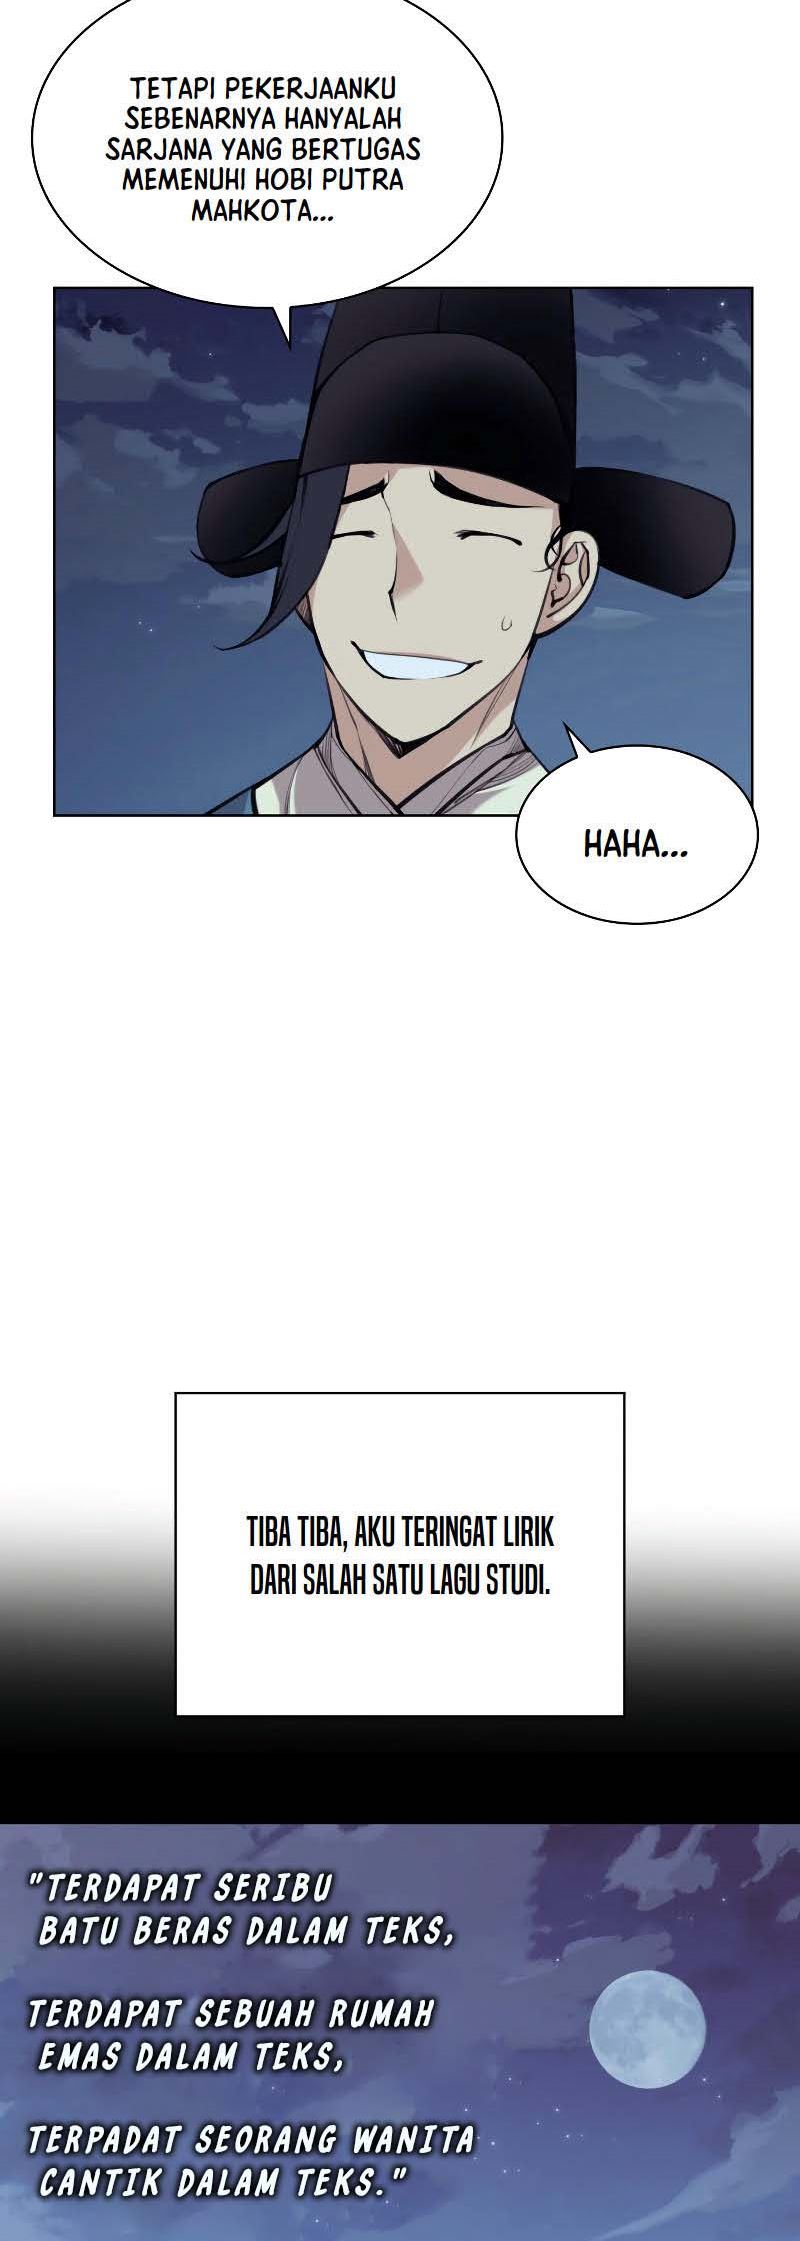 TETAPI PEKERJAANKU
SEBENARNYA HANYALAH
SARJANA YANG BERTUGAS
MEMENUHI HOBI PUTRA
MAHKOTA...
HAHA...
TIBA TIBA, AKU TERINGAT LIRIK
DARI SALAH SATU LAGU STUDI.
"TERDAPAT SERIBU
BATU BERAS DALAM TEKS,
TERDAPAT SEBUAH RUMAH
EMAS DALAM TEKS,
TERPADAT SEORANG WANITA
CANTIK DALAM TEKS."